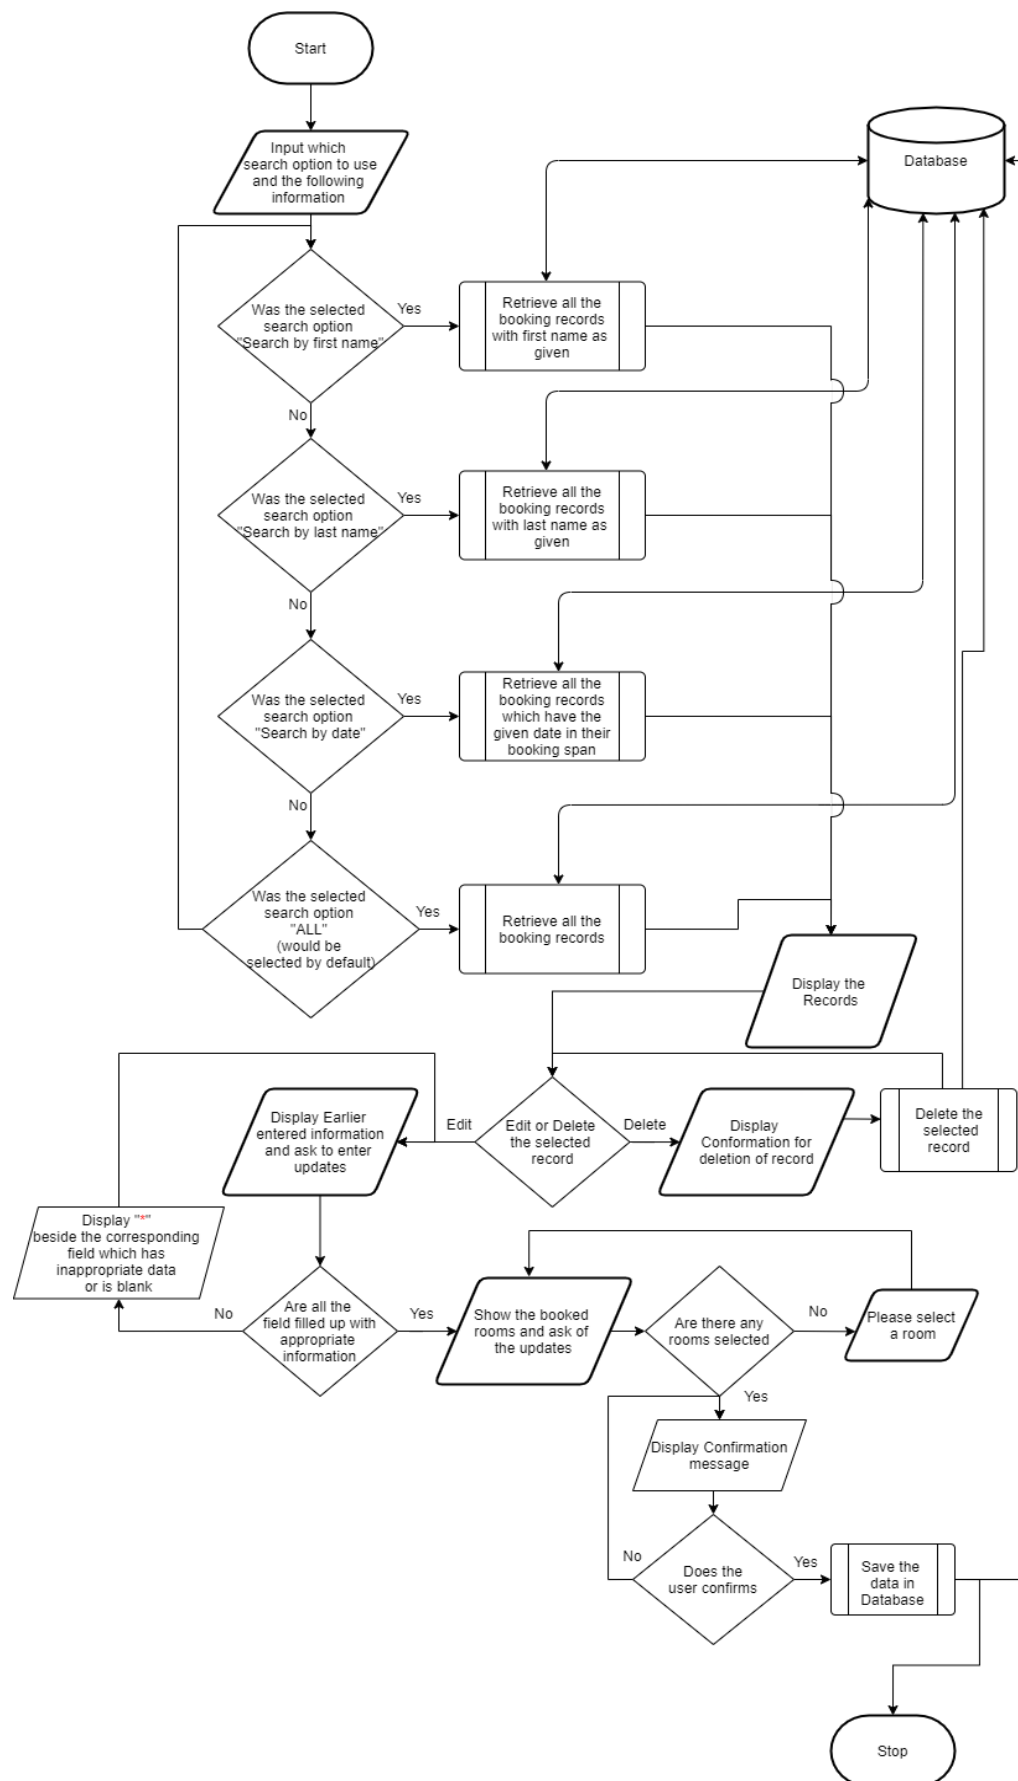 Start
Input which
search option to use
and the following
information
Database
Was the selected
search option
"Search by first name"
Yes
Retrieve all the
booking records
with first name as
given
No
Was the selected
search option
"Search by last name"
Yes
Retrieve all the
booking records
with last name as
given
No
Was the selected
search option
"Search by date"
Yes
Retrieve all the
booking records
which have the
given date in their
booking span
No
Was the selected
search option
"ALL"
(would be
selected by default)
Yes
Retrieve all the
booking records
Display the
Records
Display Earlier
entered information
and ask to enter
updates
Edit
Edit or Delete
the selected
record
Delete
Display
Conformation for
deletion of record
Delete the
selected
record
Display "*"
beside the corresponding
field which has
inappropriate data
or is blank
No
Are all the
field filled up with
appropriate
information
Yes
Show the booked
rooms and ask of
the updates
Are there any
rooms selected
No
Please select
a room
Yes
Display Confirmation
message
No
Does the
user confirms
Yes
Save the
data in
Database
Stop